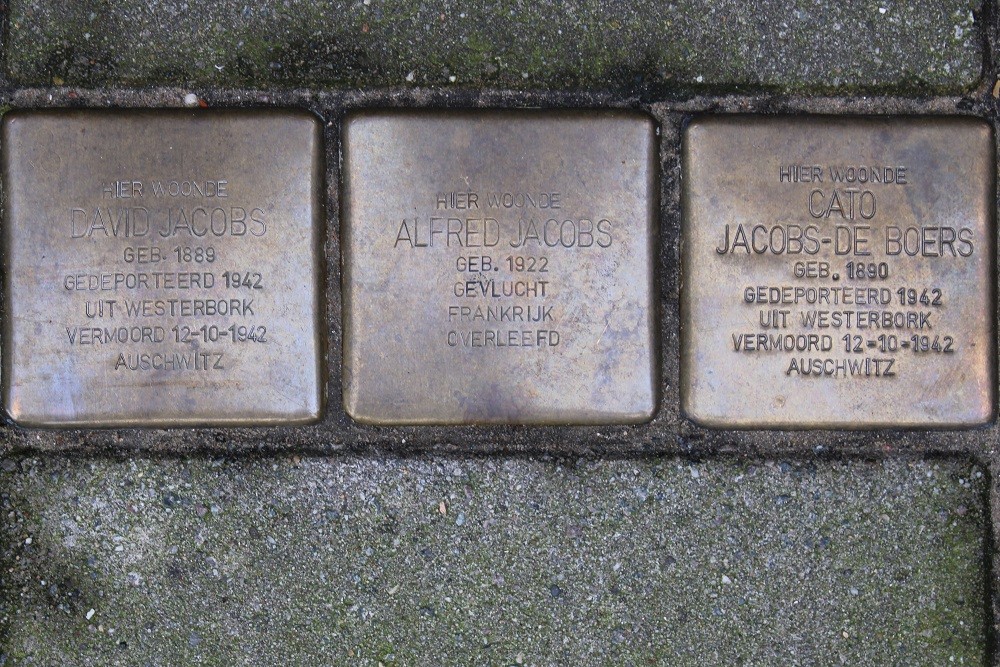 HIER WOONDE
DAVID JACOBS
GEB. 1889
GEDEPORTEERD 1942
UIT WESTERBORK
VERMOORD 12-10-1942
AUSCHWITZ
HIER WOONDE
ALFRED JACOBS
GEB. 1922
GEVLUCHT
FRANKRIJK
OVERLEEFD
HIER WOONDE
CATO
JACOBS-DE BOERS
GEB. 1890
GEDEPORTEERD 1942
UIT WESTERBORK
VERMOORD 12-10-1942
AUSCHWITZ